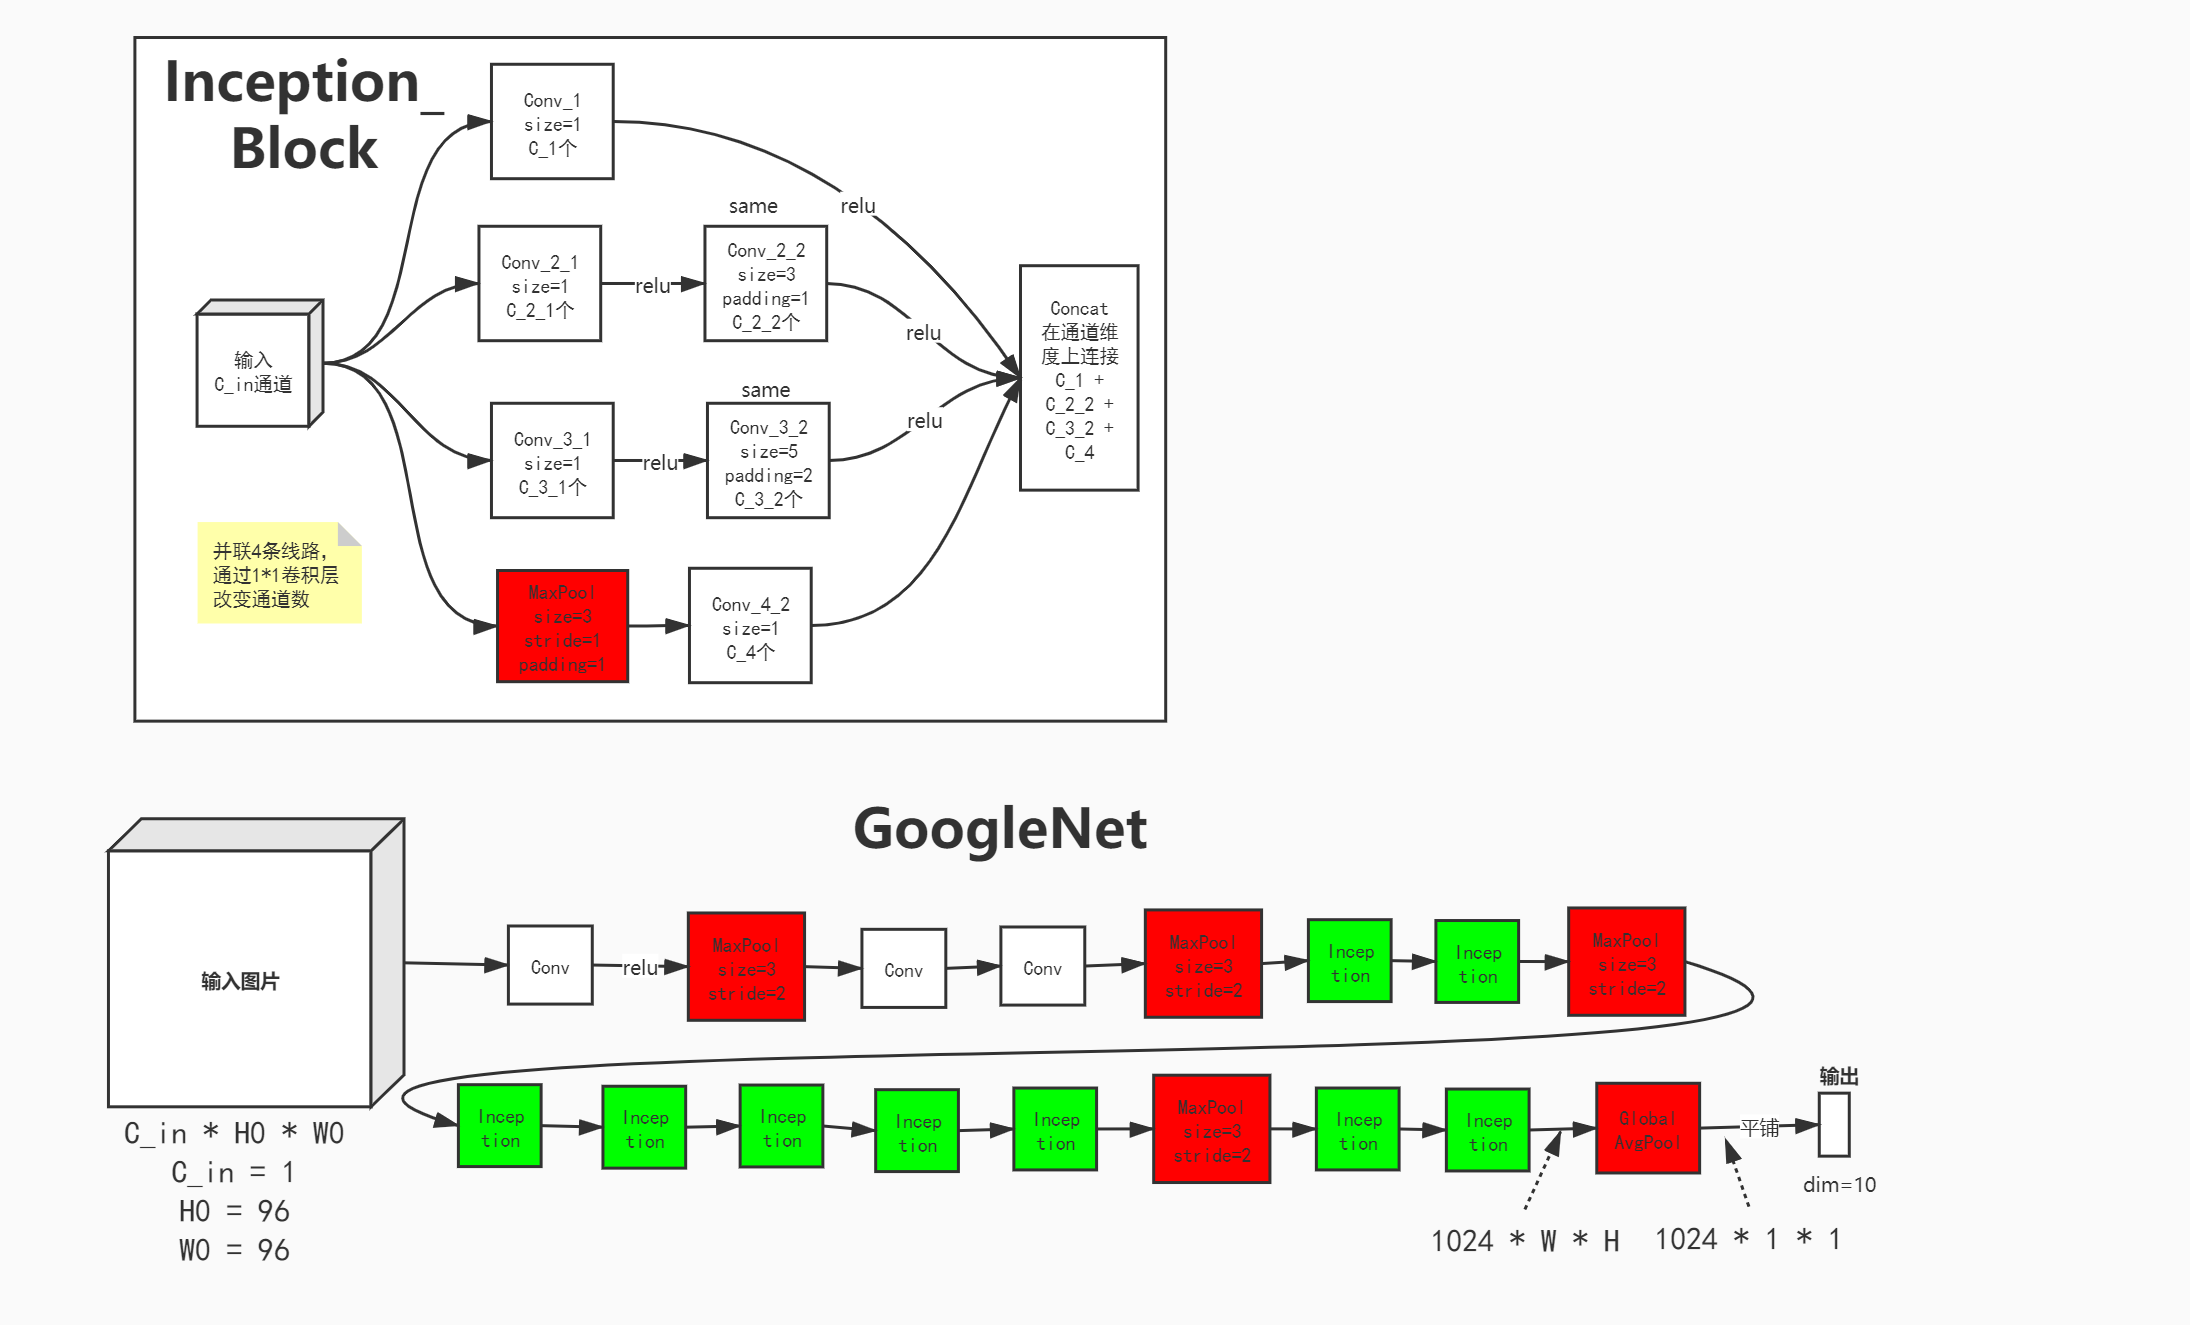 Inception_
Block
Conv_1
size=1
C_1个
relu
same
Conv_2_1
size=1
C_2_1个
relu
Conv_2_2
size=3
padding=1
C_2_2个
relu
输入
C_in通道
same
Conv_3_1
size=1
C_3_1个
relu
Conv_3_2
size=5
padding=2
C_3_2个
relu
Concat
在通道维
度上连接
C_1 +
C_2_2 +
C_3_2 +
C_4
并联4条线路，
通过1*1卷积层
改变通道数
MaxPool
size=3
stride=1
padding=1
Conv_4_2
size=1
C_4个
GoogleNet
输入图片
C_in * H0 * W0
C_in = 1
H0 = 96
W0 = 96
Conv
relu
MaxPool
size=3
stride=2
Conv
Conv
MaxPool
size=3
stride=2
Incep
tion
Incep
tion
MaxPool
size=3
stride=2
Incep
tion
Incep
tion
Incep
tion
Incep
tion
Incep
tion
MaxPool
size=3
stride=2
Incep
tion
Incep
tion
Global
AvgPool
平铺
输出
dim=10
1024 * W * H
1024 * 1 * 1